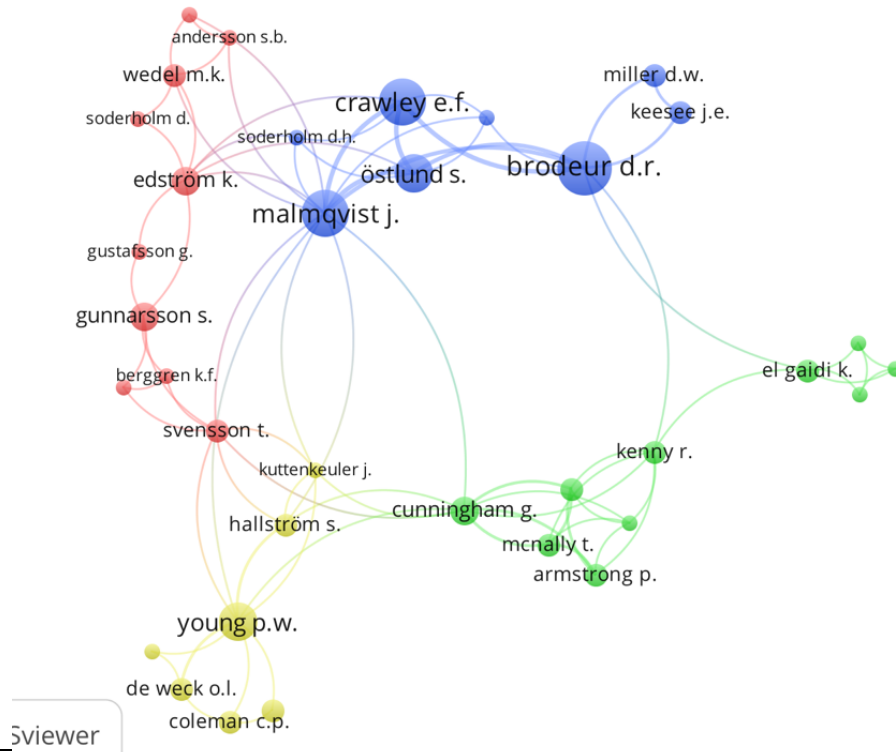 andersson s.b.
wedel m.k.
miller d.w.
crawley e.f.
keesee j.e.
soderholm d.
soderholm d.h.
brodeur d.r.
östlund s.
edström k.
malmqvist j.
gustafsson g.
gunnarsson s.
el gaidi k.
berggren k.f.
svensson t.
kenny r.
kuttenkeuler j.
cunningham g.
hallström s.
mcnally t.
armstrong p.
young p.w.
de weck o.l.
coleman c.p.
Sviewer